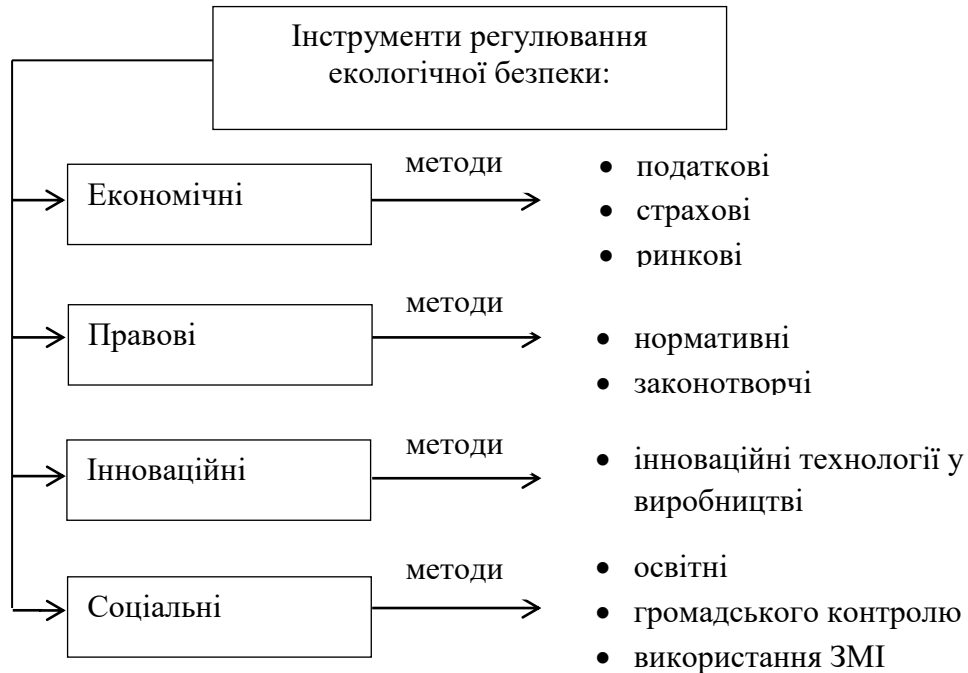 Інструменти регулювання
екологічної безпеки:
Економічні
методи
• податкові
• страхові
• ринкові
Правові
методи
• нормативні
• законотворчі
Інноваційні
методи
• інноваційні технології у
виробництві
Соціальні
методи
• освітні
• громадського контролю
• використання ЗМІ